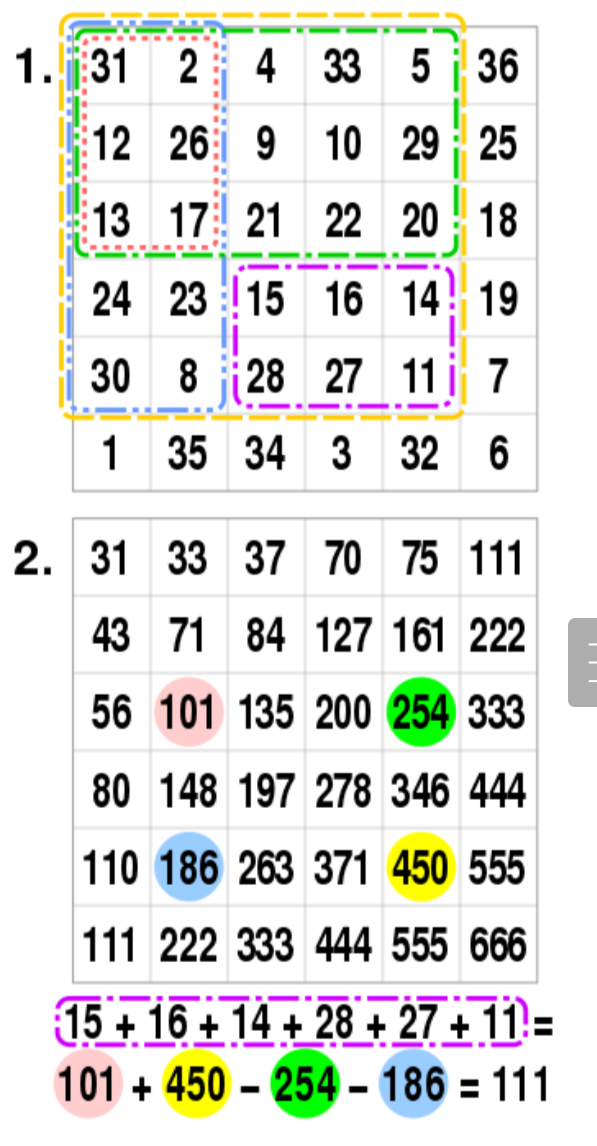 1. 31 2 4 33 5 36
12 26 9 10 29 25
13 17 21 22 20 18
24 23 15 16 14 19
30 8 28 27 11 7
1 35 34 3 32 6
2. 31 33 37 70 75 111
43 71 84 127 161 222
56 101 135 200 254 333
80 148 197 278 346 444
110 186 263 371 450 555
111 222 333 444 555 666
15 + 16 + 14 + 28 + 27 + 11 =
101 + 450 − 254 − 186 = 111